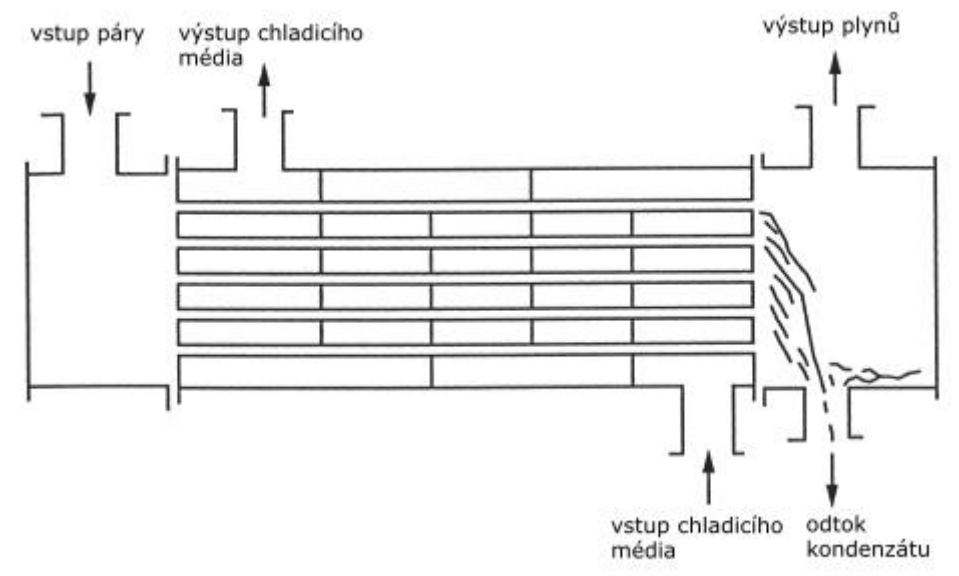 vstup páry
výstup chladicího
média
výstup plynů
vstup chladicího
média
odtok
kondenzátu